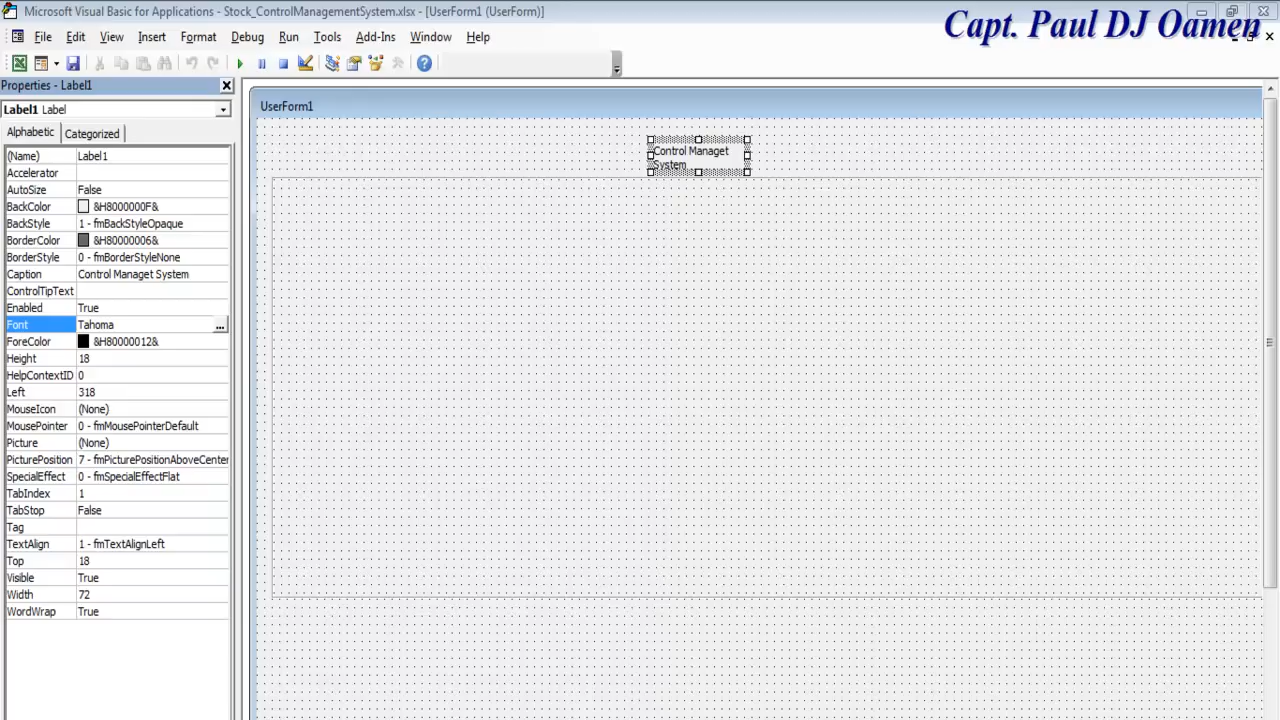 Microsoft Visual Basic for Applications - Stock_ControlManagementSystem.xlsx - [UserForm1 (UserForm)]
Capt. Paul DJ Oamen
File Edit View Insert Format Debug Run Tools Add-Ins Window Help
Properties - Label1
Label1 Label
Alphabetic Categorized
(Name) Label1
Accelerator
AutoSize False
BackColor &H8000000F&
BackStyle 1 - fmBackStyleOpaque
BorderColor &H80000006&
BorderStyle 0 - fmBorderStyleNone
Caption Control Managet System
ControlTipText
Enabled True
Font Tahoma ...
ForeColor &H80000012&
Height 18
HelpContextID 0
Left 318
MouseIcon (None)
MousePointer 0 - fmMousePointerDefault
Picture (None)
PicturePosition 7 - fmPicturePositionAboveCenter
SpecialEffect 0 - fmSpecialEffectFlat
TabIndex 1
TabStop False
Tag
TextAlign 1 - fmTextAlignLeft
Top 18
Visible True
Width 72
WordWrap True
UserForm1
Control Managet
System